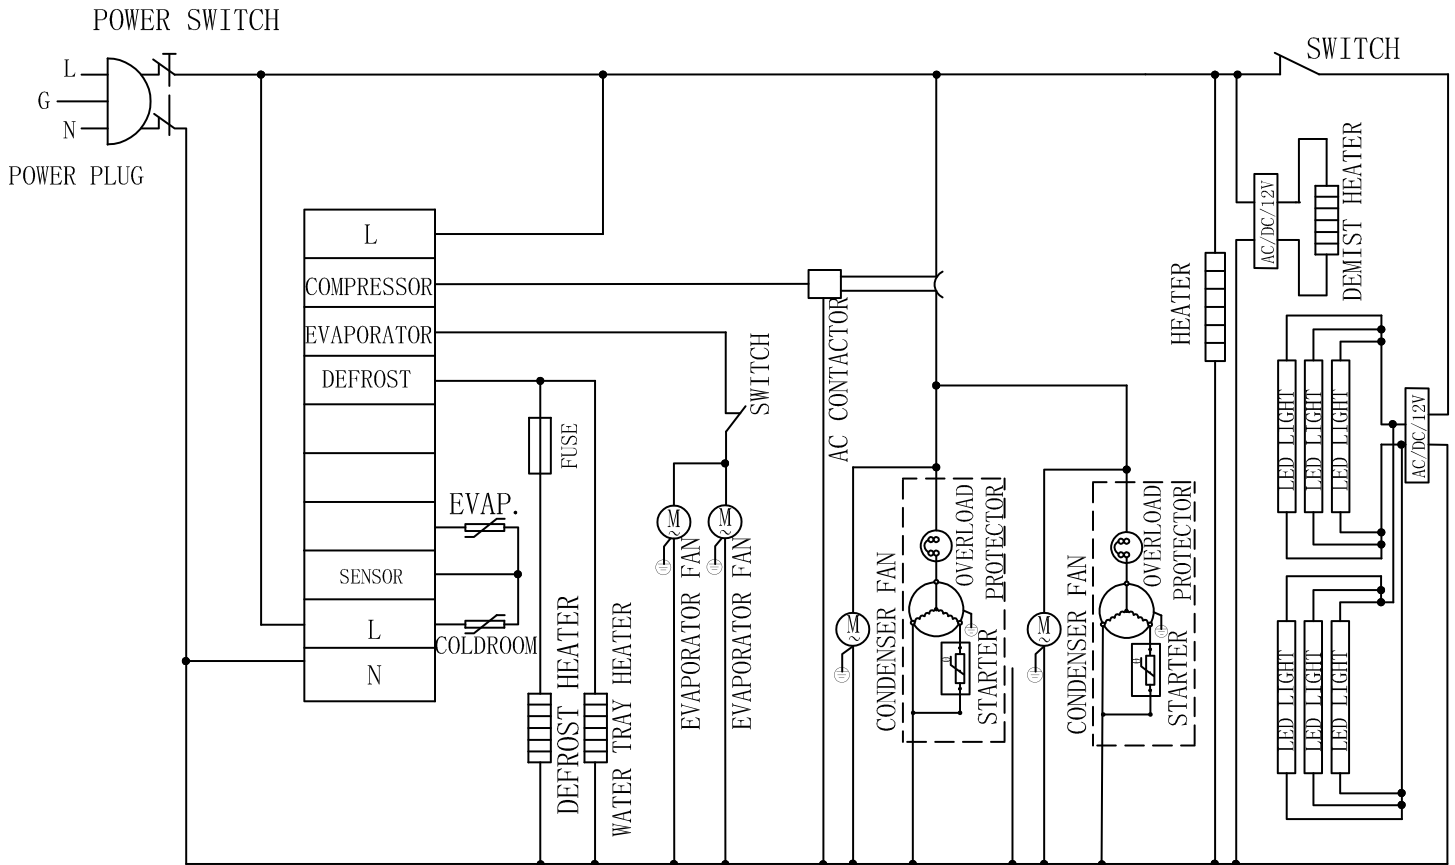 POWER SWITCH
SWITCH
L
G
N
POWER PLUG
L
COMPRESSOR
EVAPORATOR
DEFROST
SENSOR
L
N
EVAP.
COLDROOM
FUSE
DEFROST HEATER
WATER TRAY HEATER
SWITCH
M
~
M
~
EVAPORATOR FAN
EVAPORATOR FAN
AC CONTACTOR
M
~
CONDENSER FAN
OVERLOAD
PROTECTOR
STARTER
M
~
CONDENSER FAN
OVERLOAD
PROTECTOR
STARTER
HEATER
AC/DC/12V
DEMIST HEATER
LED LIGHT
LED LIGHT
LED LIGHT
AC/DC/12V
LED LIGHT
LED LIGHT
LED LIGHT